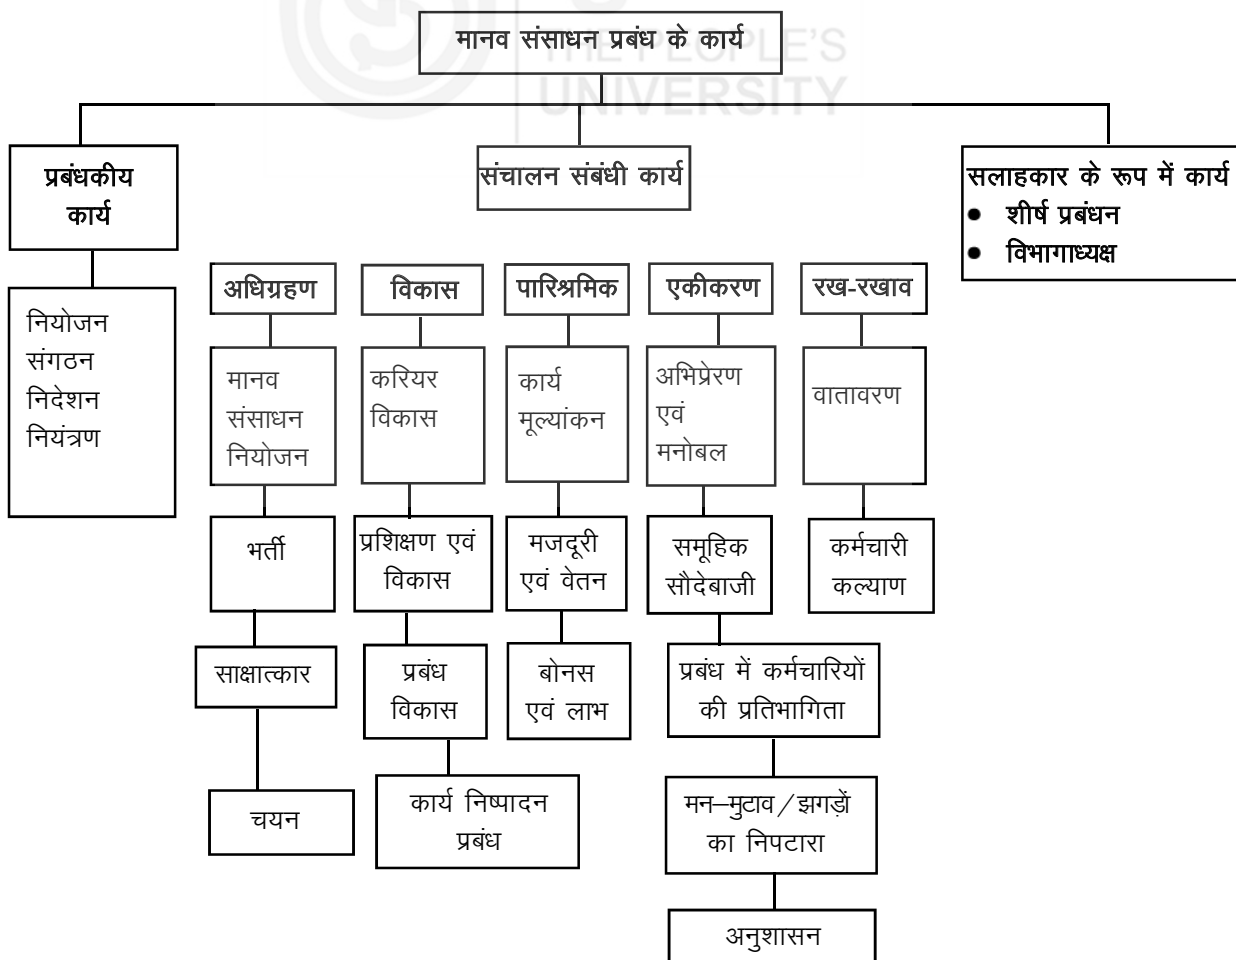 मानव संसाधन प्रबंध के कार्य
THE PEOPLE'S
UNIVERSITY
प्रबंधकीय
कार्य
संचालन संबंधी कार्य
सलाहकार के रूप में कार्य
• शीर्ष प्रबंधन
• विभागाध्यक्ष
नियोजन
संगठन
निदेशन
नियंत्रण
अधिग्रहण
विकास
पारिश्रमिक
एकीकरण
रख-रखाव
मानव
संसाधन
नियोजन
करियर
विकास
कार्य
मूल्यांकन
अभिप्रेरण
एवं
मनोबल
वातावरण
भर्ती
प्रशिक्षण एवं
विकास
मजदूरी
एवं वेतन
समूहिक
सौदेबाजी
कर्मचारी
कल्याण
साक्षात्कार
प्रबंध
विकास
बोनस
एवं लाभ
प्रबंध में कर्मचारियों
की प्रतिभागिता
चयन
कार्य निष्पादन
प्रबंध
मन–मुटाव/झगड़ों
का निपटारा
अनुशासन